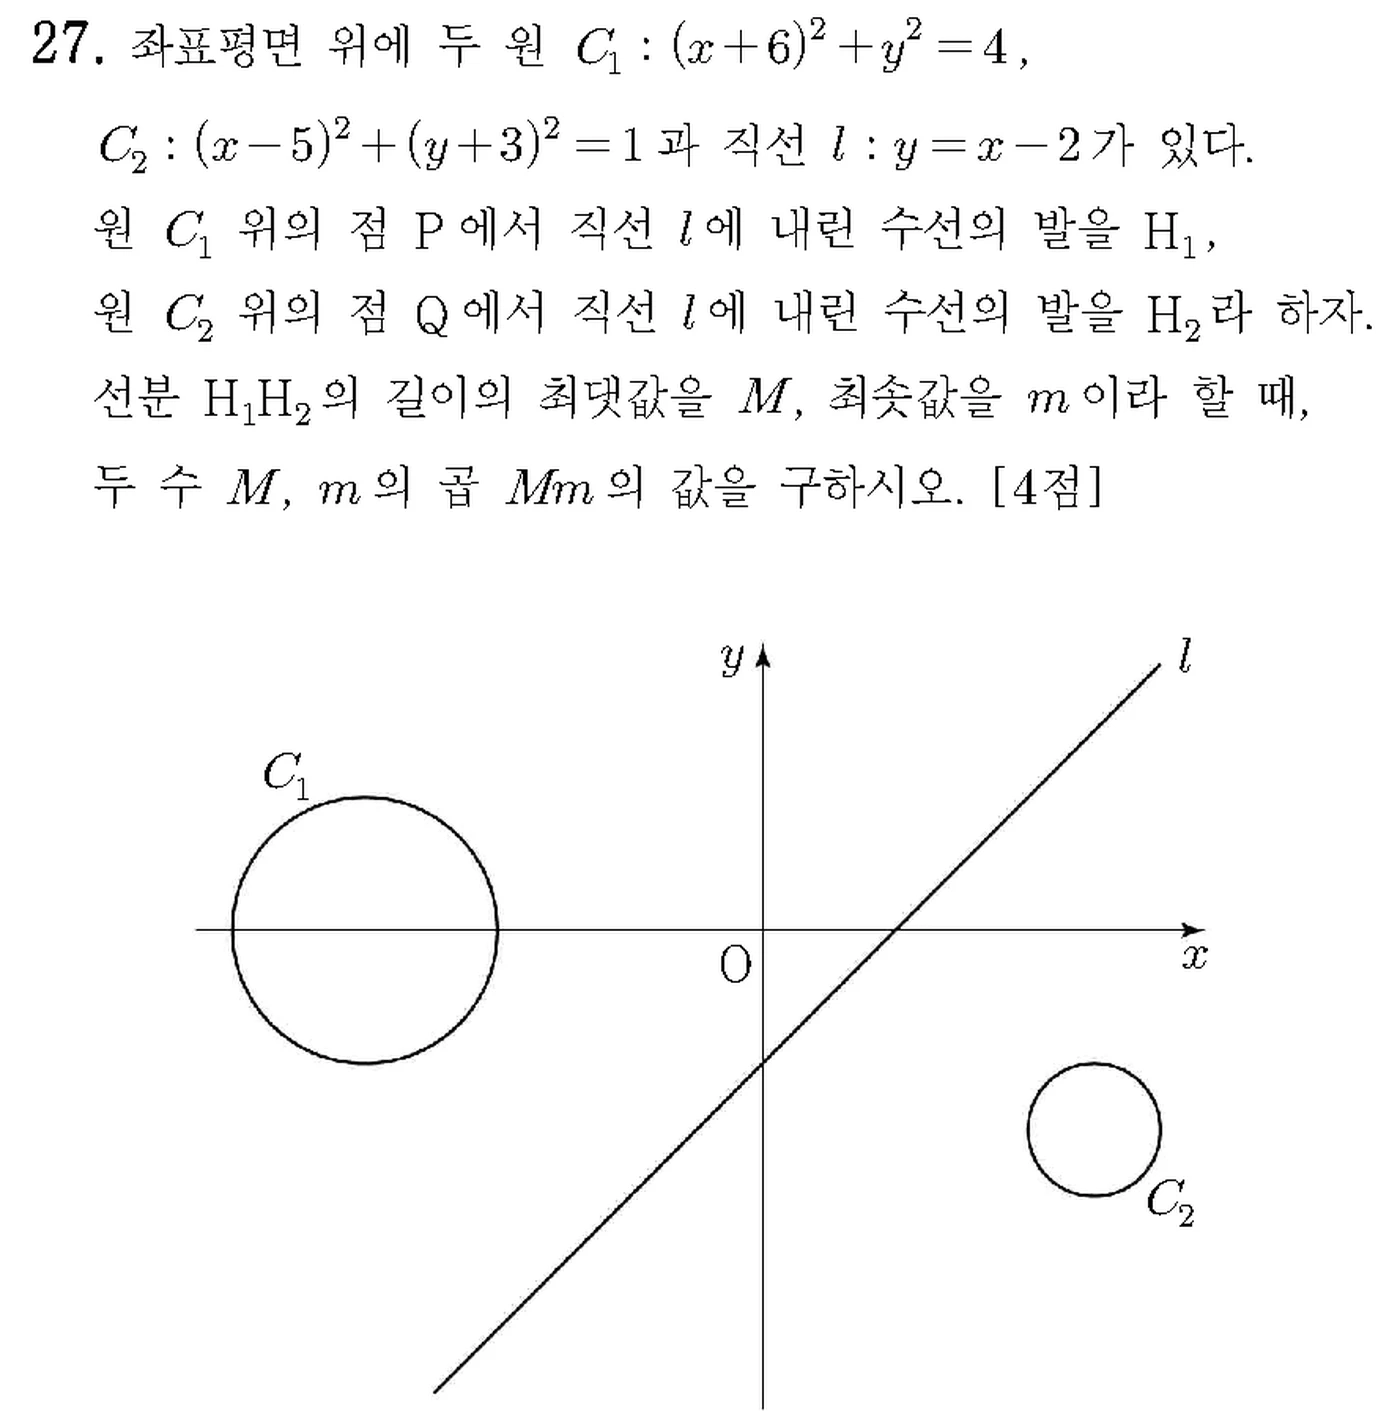 27. 좌표평면 위에 두 원 C₁ : (x+6)²+y²=4,
C₂ : (x-5)²+(y+3)²=1과 직선 l : y=x-2가 있다.
원 C₁ 위의 점 P에서 직선 l에 내린 수선의 발을 H₁,
원 C₂ 위의 점 Q에서 직선 l에 내린 수선의 발을 H₂라 하자.
선분 H₁H₂의 길이의 최댓값을 M, 최솟값을 m이라 할 때,
두 수 M, m의 곱 Mm의 값을 구하시오. [4점]
y
l
C₁
O
x
C₂